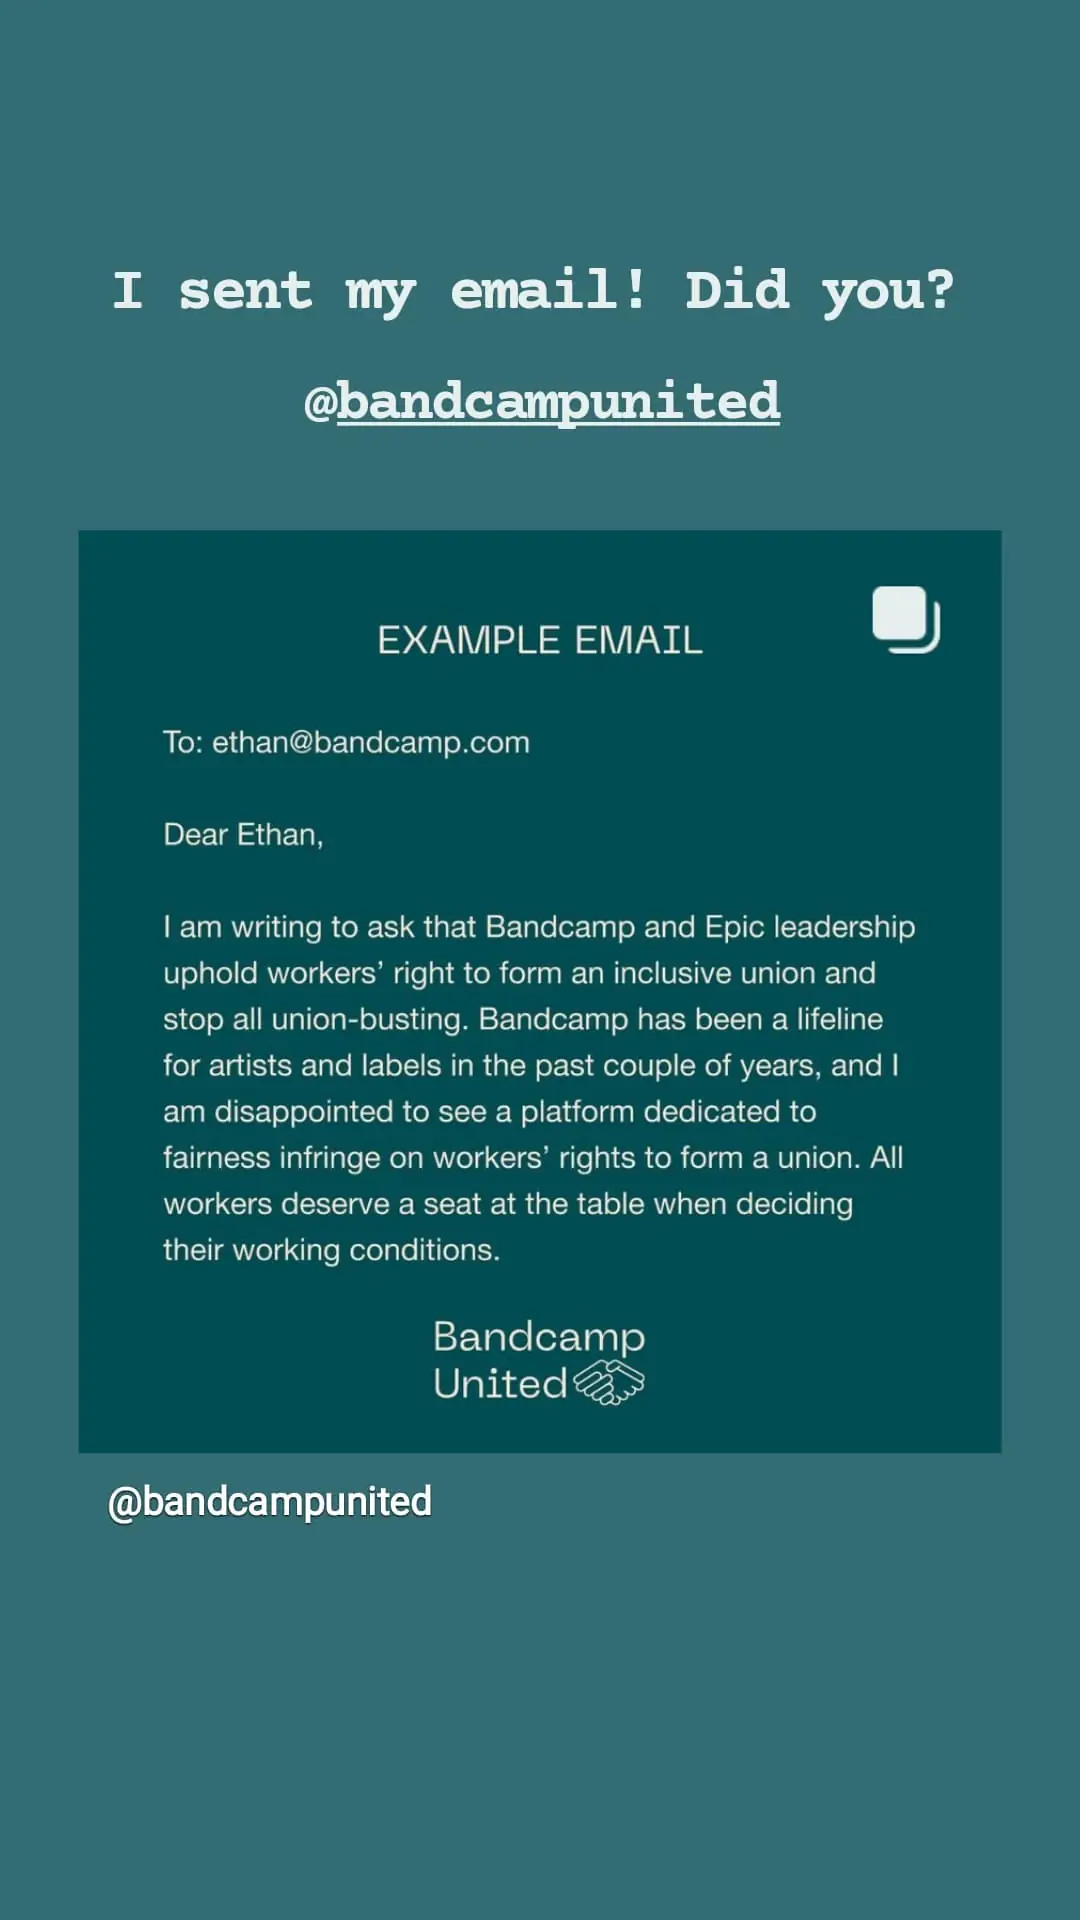 I sent my email! Did you?
@bandcampunited
EXAMPLE EMAIL
To: ethan@bandcamp.com
Dear Ethan,
I am writing to ask that Bandcamp and Epic leadership
uphold workers’ right to form an inclusive union and
stop all union-busting. Bandcamp has been a lifeline
for artists and labels in the past couple of years, and I
am disappointed to see a platform dedicated to
fairness infringe on workers’ rights to form a union. All
workers deserve a seat at the table when deciding
their working conditions.
Bandcamp
United
@bandcampunited